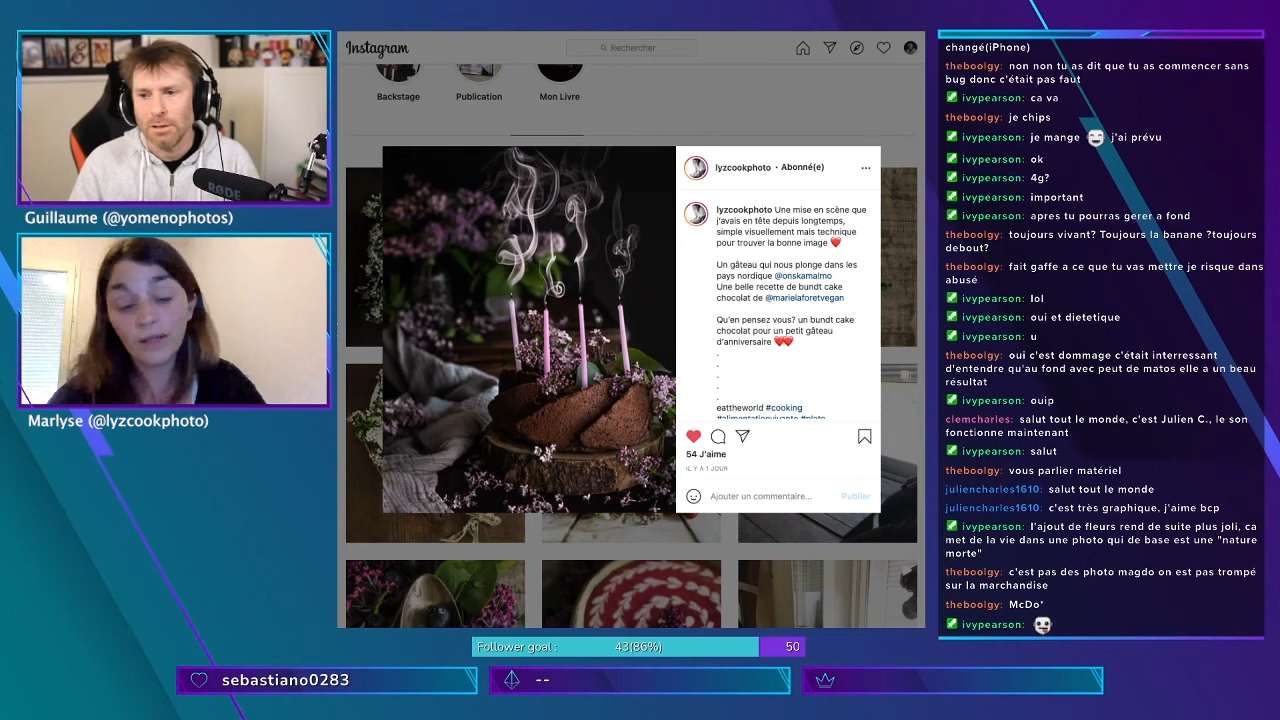 Guillaume (@yomenophotos)
RØDE
Marlyse (@lyzcookphoto)
Instagram
Rechercher
Backstage
Publication
Mon Livre
lyzcookphoto • Abonné(e)
lyzcookphoto Une mise en scène que
j'avais en tête depuis longtemps,
simple visuellement mais technique
pour trouver la bonne image ❤️
Un gâteau qui nous plonge dans les
pays nordique @onskamalmo
Une belle recette de bundt cake
chocolat de @marielaforetvegan
Qu'en pensez vous? un bundt cake
chocolat pour un petit gâteau
d'anniversaire ❤️❤️
.
.
.
.
.
eattheworld #cooking
#alimentationvivante #plato
54 J'aime
IL Y A 1 JOUR
Ajouter un commentaire...
Publier
changé(iPhone)
theboolgy: non non tu as dit que tu as commencer sans
bug donc c'était pas faut
ivypearson: ca va
theboolgy: je chips
ivypearson: je mange j'ai prévu
ivypearson: ok
ivypearson: 4g?
ivypearson: important
ivypearson: apres tu pourras gerer a fond
theboolgy: toujours vivant? Toujours la banane ?toujours
debout?
theboolgy: fait gaffe a ce que tu vas mettre je risque dans
abusé
ivypearson: lol
ivypearson: oui et dietetique
ivypearson: u
theboolgy: oui c'est dommage c'était interressant
d'entendre qu'au fond avec peut de matos elle a un beau
résultat
ivypearson: ouip
clemcharles: salut tout le monde, c'est Julien C., le son
fonctionne maintenant
ivypearson: salut
theboolgy: vous parlier matériel
juliencharles1610: salut tout le monde
juliencharles1610: c'est très graphique, j'aime bcp
ivypearson: l'ajout de fleurs rend de suite plus joli, ca
met de la vie dans une photo qui de base est une "nature
morte"
theboolgy: c'est pas des photo magdo on est pas trompé
sur la marchandise
theboolgy: McDo*
ivypearson:
Follower goal : 43(86%) 50
sebastiano0283
--